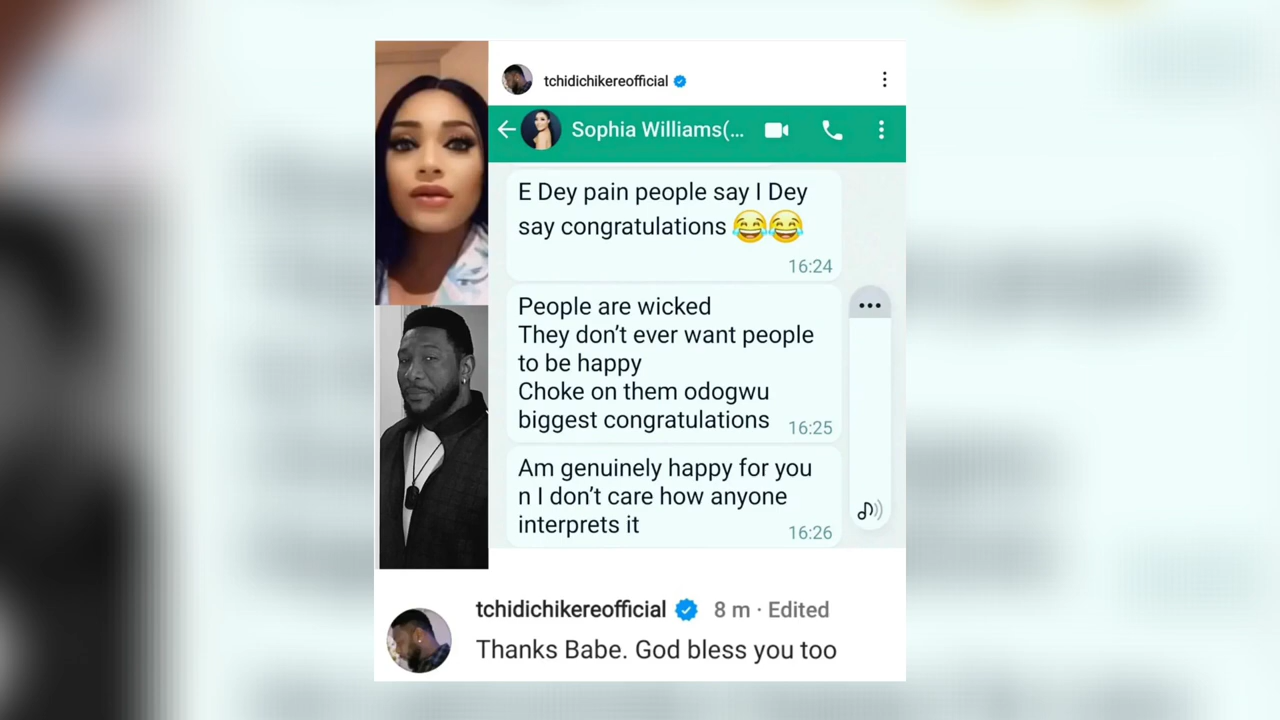 tchidichikereofficial
Sophia Williams(...
E Dey pain people say I Dey
say congratulations 😂😂
16:24
People are wicked
They don’t ever want people
to be happy
Choke on them odogwu
biggest congratulations 16:25
Am genuinely happy for you
n I don’t care how anyone
interprets it
16:26
tchidichikereofficial 8 m · Edited
Thanks Babe. God bless you too